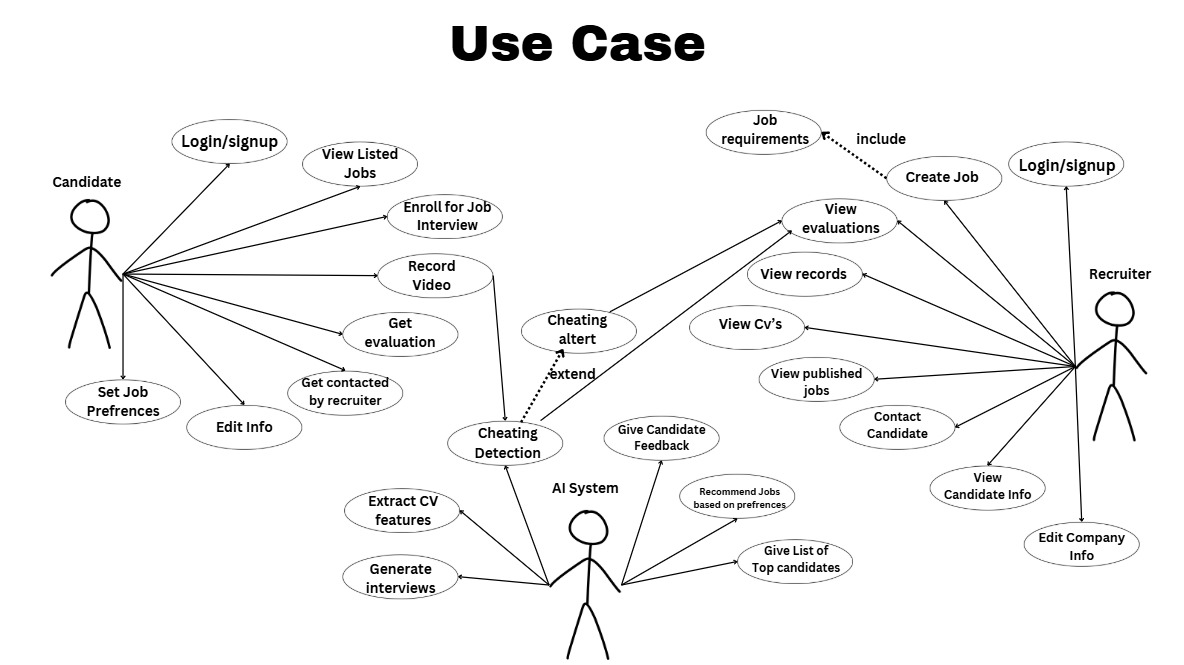 Use Case
Candidate
Login/signup
View Listed
Jobs
Enroll for Job
Interview
Record
Video
Get
evaluation
Get contacted
by recruiter
Edit Info
Set Job
Prefrences
Job
requirements
include
Create Job
Login/signup
View
evaluations
View records
View Cv's
View published
jobs
Contact
Candidate
View
Candidate Info
Edit Company
Info
Recruiter
Cheating
altert
extend
Cheating
Detection
AI System
Extract CV
features
Generate
interviews
Give Candidate
Feedback
Recommend Jobs
based on prefrences
Give List of
Top candidates